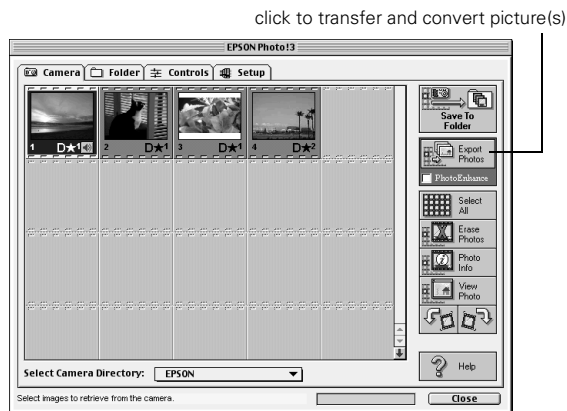 click to transfer and convert picture(s)
EPSON Photo!3
Camera Folder Controls Setup
Save To
Folder
Export
Photos
PhotoEnhance
1 D★1
2 D★1
3 D★1
4 D★2
Select
All
Erase
Photos
Photo
Info
View
Photo
Help
Select Camera Directory: EPSON
Select images to retrieve from the camera.
Close